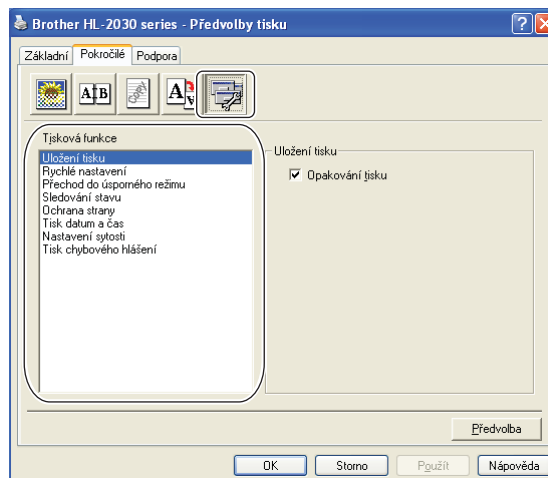 Brother HL-2030 series - Předvolby tisku
Základní Pokročilé Podpora
Tisková funkce
Uložení tisku
Rychlé nastavení
Přechod do úsporného režimu
Sledování stavu
Ochrana strany
Tisk datum a čas
Nastavení sytosti
Tisk chybového hlášení
Uložení tisku
Opakování tisku
Předvolba
OK Storno Použít Nápověda